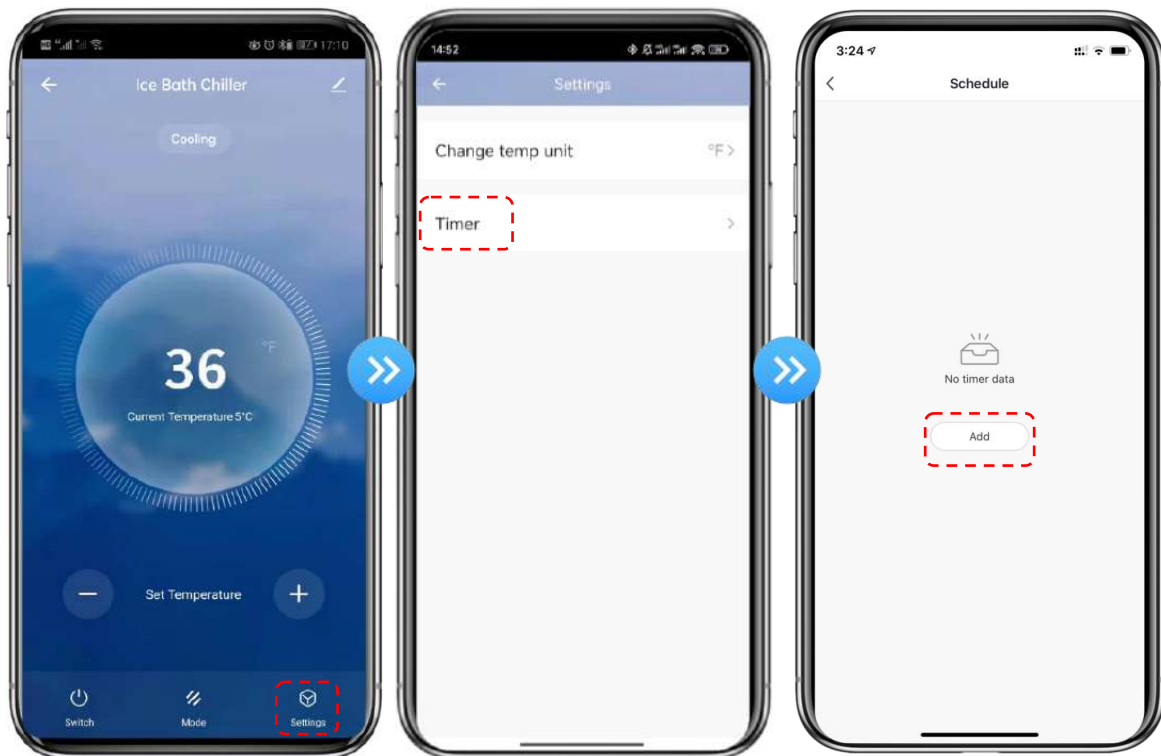 17:10
Ice Bath Chiller
Cooling
36 °F
Current Temperature 5°C
Set Temperature
Switch
Mode
Settings
14:52
Settings
Change temp unit
°F
Timer
3:24
Schedule
No timer data
Add